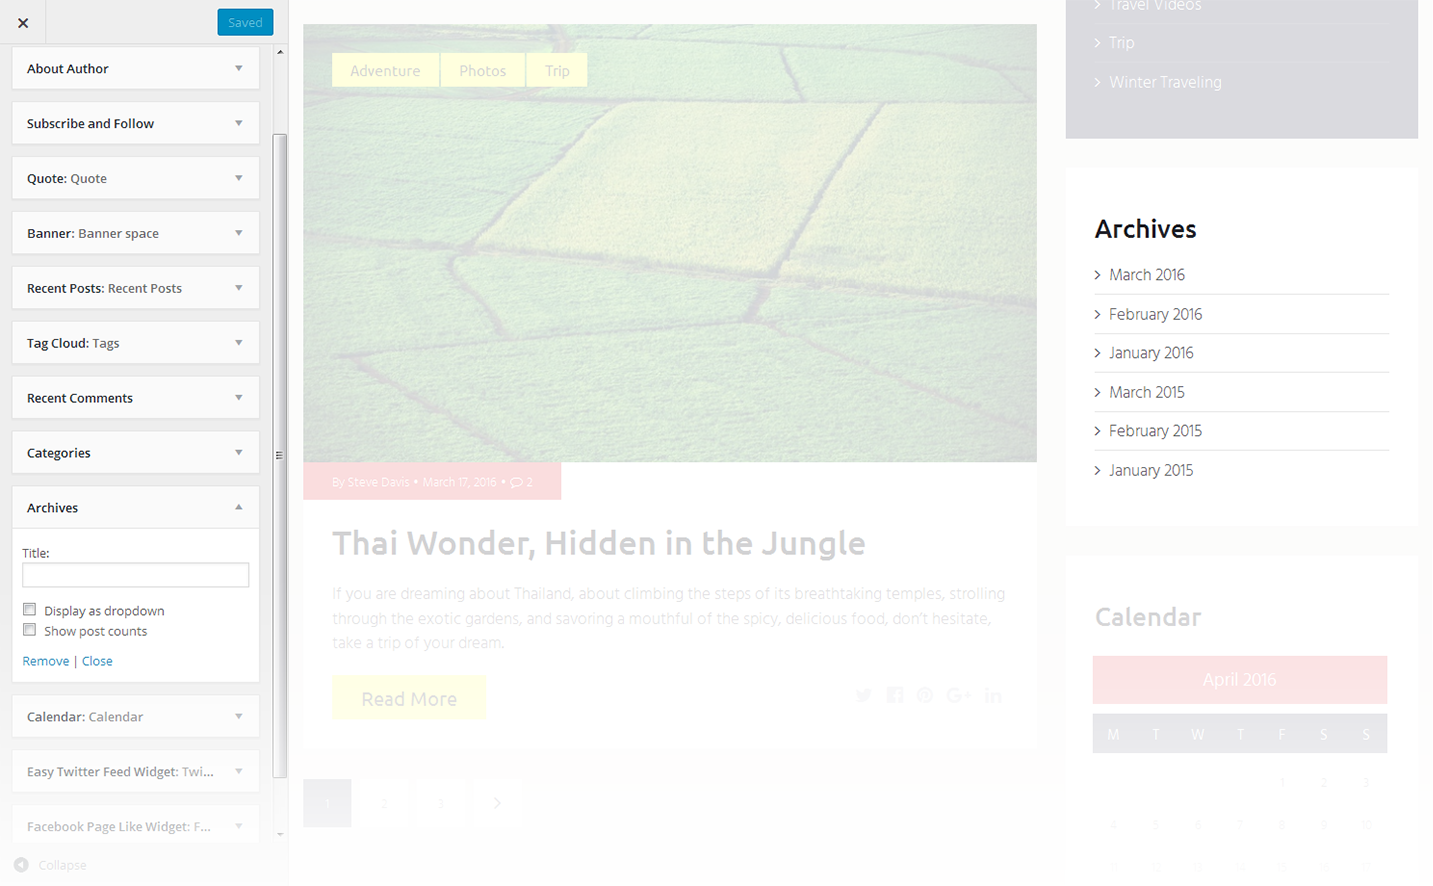 Saved
About Author
Subscribe and Follow
Quote: Quote
Banner: Banner space
Recent Posts: Recent Posts
Tag Cloud: Tags
Recent Comments
Categories
Archives
Title:
Display as dropdown
Show post counts
Remove | Close
Calendar: Calendar
Easy Twitter Feed Widget: Twi...
Facebook Page Like Widget: F...
Collapse
Adventure
Photos
Trip
By Steve Davis • March 17, 2016 • 2
Thai Wonder, Hidden in the Jungle
If you are dreaming about Thailand, about climbing the steps of its breathtaking temples, strolling
through the exotic gardens, and savoring a mouthful of the spicy, delicious food, don't hesitate,
take a trip of your dream.
Read More
1 2 3
Travel Videos
Trip
Winter Traveling
Archives
March 2016
February 2016
January 2016
March 2015
February 2015
January 2015
Calendar
April 2016
M T W T F S S
1 2 3
4 5 6 7 8 9 10